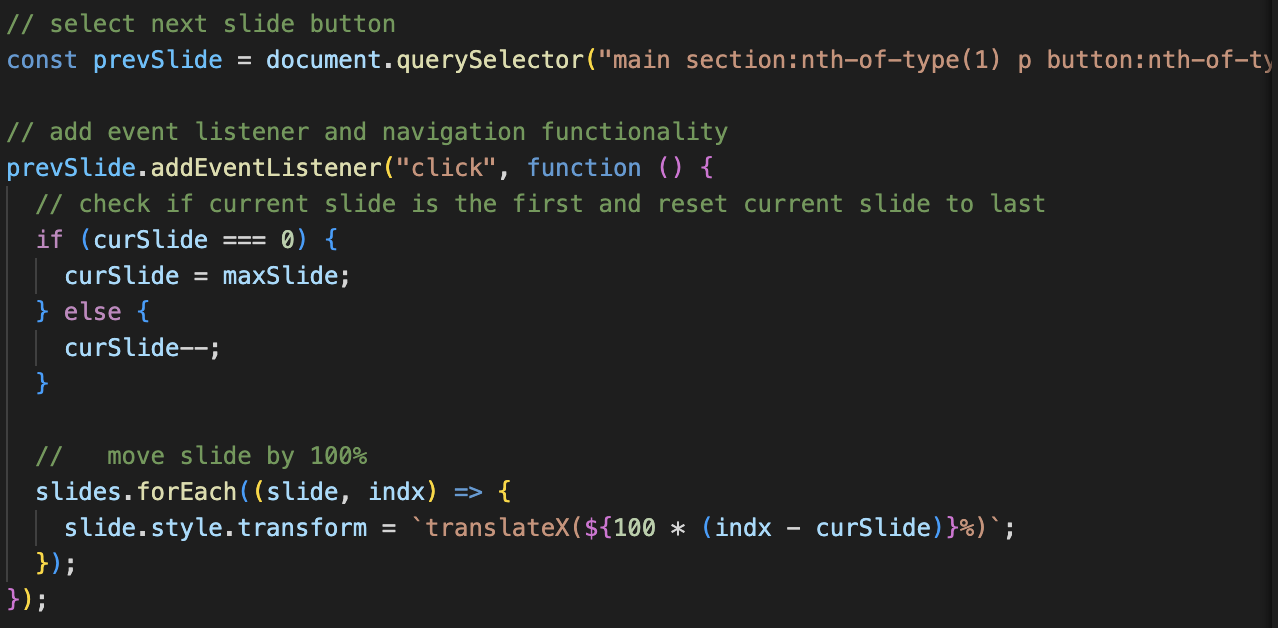 // select next slide button
const prevSlide = document.querySelector("main section:nth-of-type(1) p button:nth-of-ty
// add event listener and navigation functionality
prevSlide.addEventListener("click", function () {
// check if current slide is the first and reset current slide to last
if (curSlide === 0) {
curSlide = maxSlide;
} else {
curSlide--;
}
//   move slide by 100%
slides.forEach((slide, indx) => {
slide.style.transform = `translateX(${100 * (indx - curSlide)}%)`;
});
});